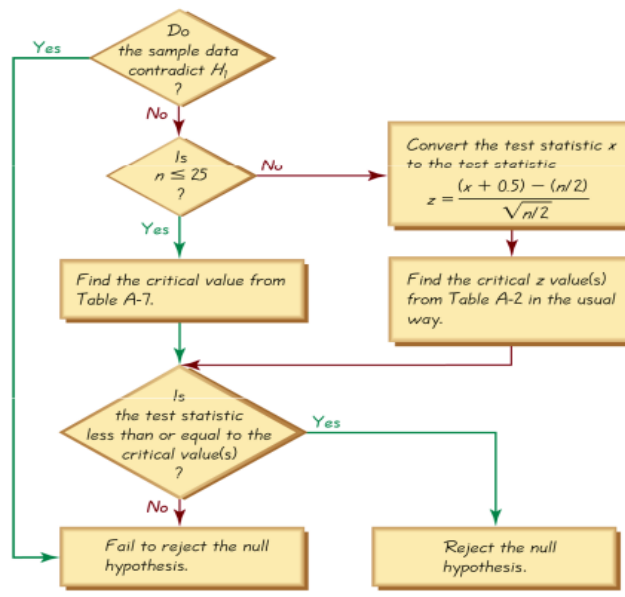 Do
the sample data
contradict H₁
?
Yes
No
Is
n ≤ 25
?
No
Yes
Convert the test statistic x
to the test statistic
z = (x + 0.5) − (n/2) / √n/2
Find the critical value from
Table A-7.
Find the critical z value(s)
from Table A-2 in the usual
way.
Is
the test statistic
less than or equal to the
critical value(s)
?
Yes
No
Fail to reject the null
hypothesis.
Reject the null
hypothesis.